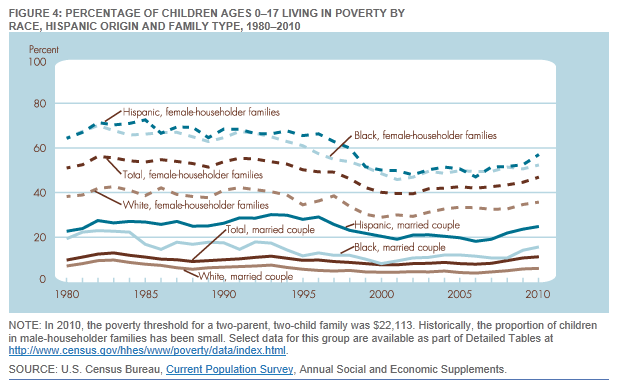 FIGURE 4: PERCENTAGE OF CHILDREN AGES 0–17 LIVING IN POVERTY BY
RACE, HISPANIC ORIGIN AND FAMILY TYPE, 1980–2010
Percent
100
80
60
40
20
0
Hispanic, female-householder families
Black, female-householder families
Total, female-householder families
White, female-householder families
Total, married couple
Hispanic, married couple
Black, married couple
White, married couple
1980 1985 1990 1995 2000 2005 2010
NOTE: In 2010, the poverty threshold for a two-parent, two-child family was $22,113. Historically, the proportion of children
in male-householder families has been small. Select data for this group are available as part of Detailed Tables at
http://www.census.gov/hhes/www/poverty/data/index.html.
SOURCE: U.S. Census Bureau, Current Population Survey, Annual Social and Economic Supplements.